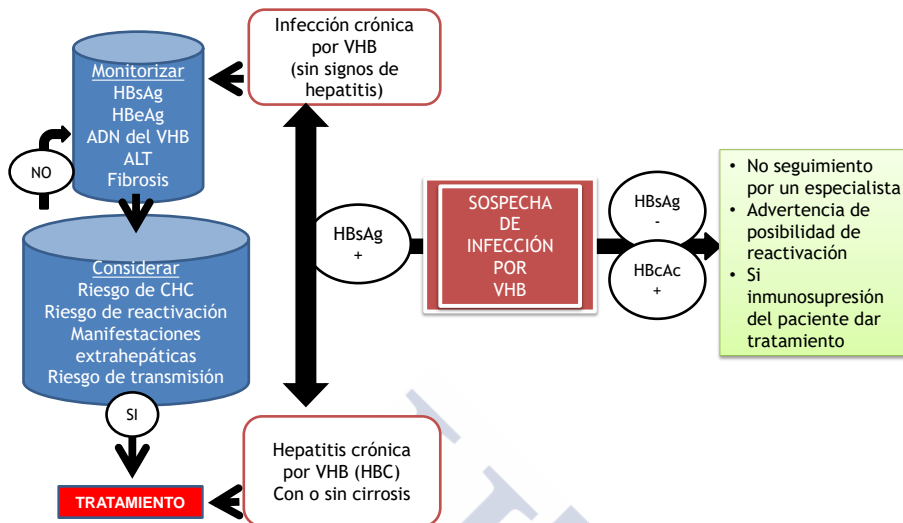 Infección crónica
por VHB
(sin signos de
hepatitis)
Monitorizar
HBsAg
HBeAg
ADN del VHB
ALT
Fibrosis
NO
Considerar
Riesgo de CHC
Riesgo de reactivación
Manifestaciones
extrahepáticas
Riesgo de transmisión
SI
TRATAMIENTO
Hepatitis crónica
por VHB (HBC)
Con o sin cirrosis
HBsAg
+
SOSPECHA
DE
INFECCIÓN
POR
VHB
HBsAg
-
HBcAc
+
• No seguimiento
por un especialista
• Advertencia de
posibilidad de
reactivación
• Si
inmunosupresión
del paciente dar
tratamiento